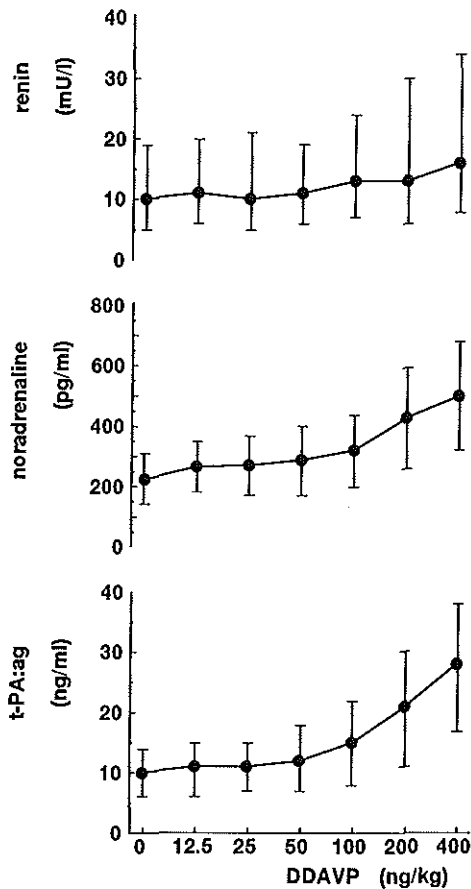 renin
(mU/l)
40
30
20
10
0
noradrenaline
(pg/ml)
800
600
400
200
0
t-PA:ag
(ng/ml)
40
30
20
10
0
0 12.5 25 50 100 200 400
DDAVP (ng/kg)